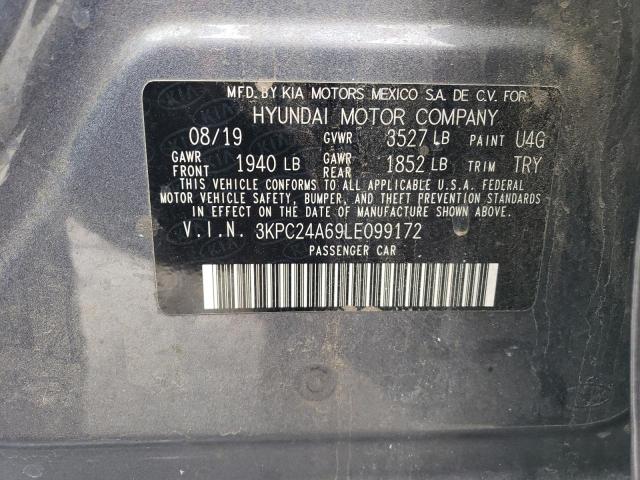 MFD. BY KIA MOTORS MEXICO S.A. DE C.V. FOR
HYUNDAI MOTOR COMPANY
08/19 GVWR 3527 LB PAINT U4G
GAWR FRONT 1940 LB GAWR REAR 1852 LB TRIM TRY
THIS VEHICLE CONFORMS TO ALL APPLICABLE U.S.A. FEDERAL
MOTOR VEHICLE SAFETY, BUMPER, AND THEFT PREVENTION STANDARDS
IN EFFECT ON THE DATE OF MANUFACTURE SHOWN ABOVE.
V.I.N. 3KPC24A69LE099172
PASSENGER CAR